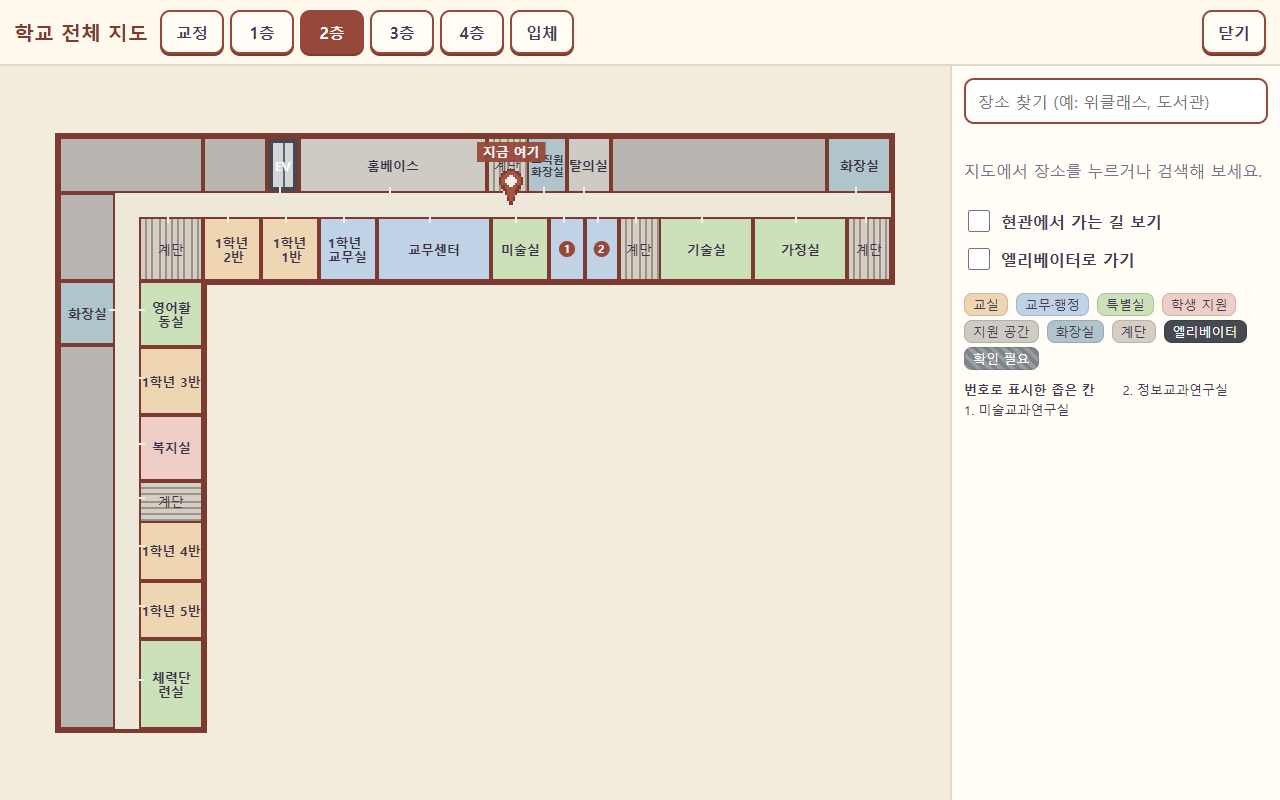 학교 전체 지도
교정
1층
2층
3층
4층
입체
닫기
장소 찾기 (예: 위클래스, 도서관)
지도에서 장소를 누르거나 검색해 보세요.
현관에서 가는 길 보기
엘리베이터로 가기
교실
교무·행정
특별실
학생 지원
지원 공간
화장실
계단
엘리베이터
확인 필요
번호로 표시한 좁은 칸
1. 미술교과연구실
2. 정보교과연구실
EV
홈베이스
지금 여기
계단
화장실
탈의실
화장실
계단
1학년
2반
1학년
1반
1학년
교무실
교무센터
미술실
1
2
계단
기술실
가정실
계단
화장실
영어활
동실
1학년 3반
복지실
계단
1학년 4반
1학년 5반
체력단
련실